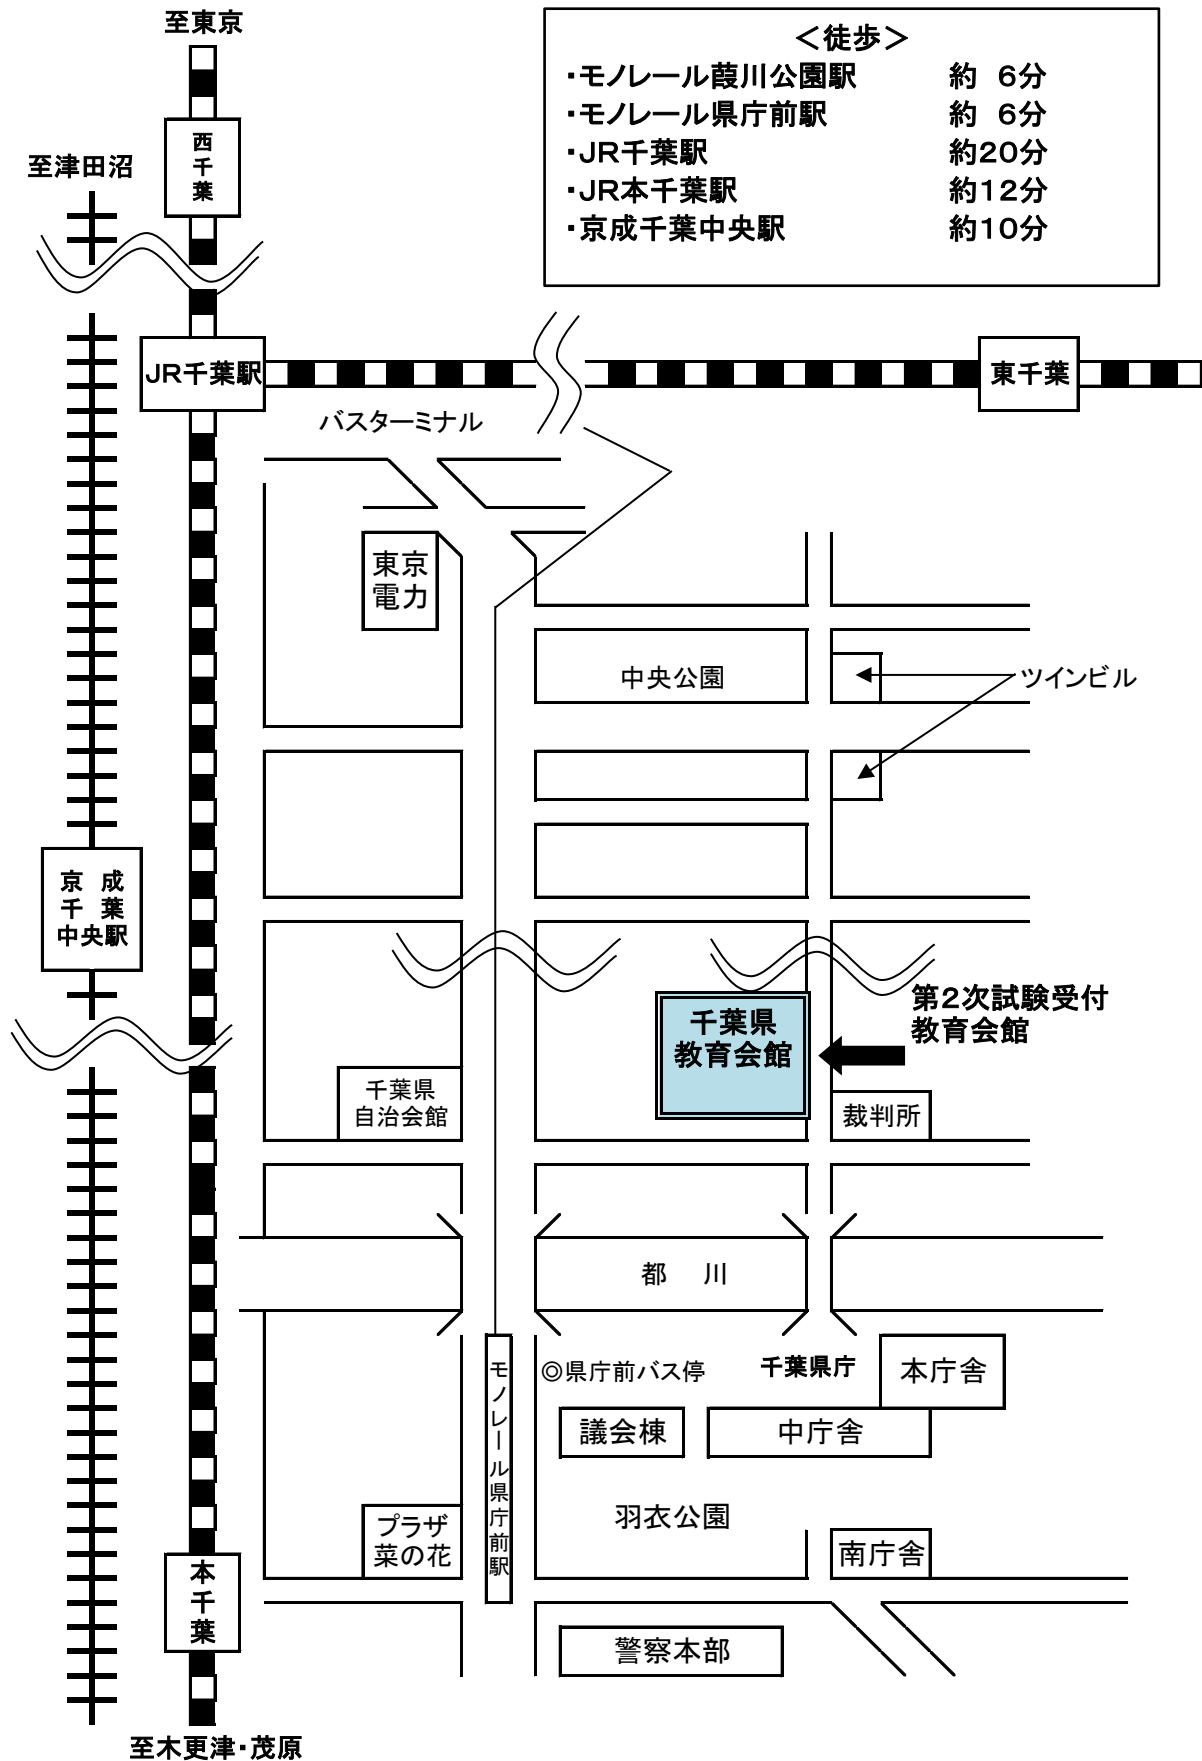 至東京
＜徒歩＞
・モノレール葭川公園駅 約 6分
・モノレール県庁前駅 約 6分
・JR千葉駅 約20分
・JR本千葉駅 約12分
・京成千葉中央駅 約10分
西千葉
至津田沼
JR千葉駅
東千葉
バスターミナル
東京
電力
中央公園
ツインビル
京 成
千 葉
中央駅
第2次試験受付
教育会館
千葉県
教育会館
千葉県
自治会館
裁判所
都 川
モノレール県庁前駅
◎県庁前バス停
千葉県庁
本庁舎
議会棟
中庁舎
羽衣公園
プラザ
菜の花
南庁舎
本千葉
警察本部
至木更津・茂原